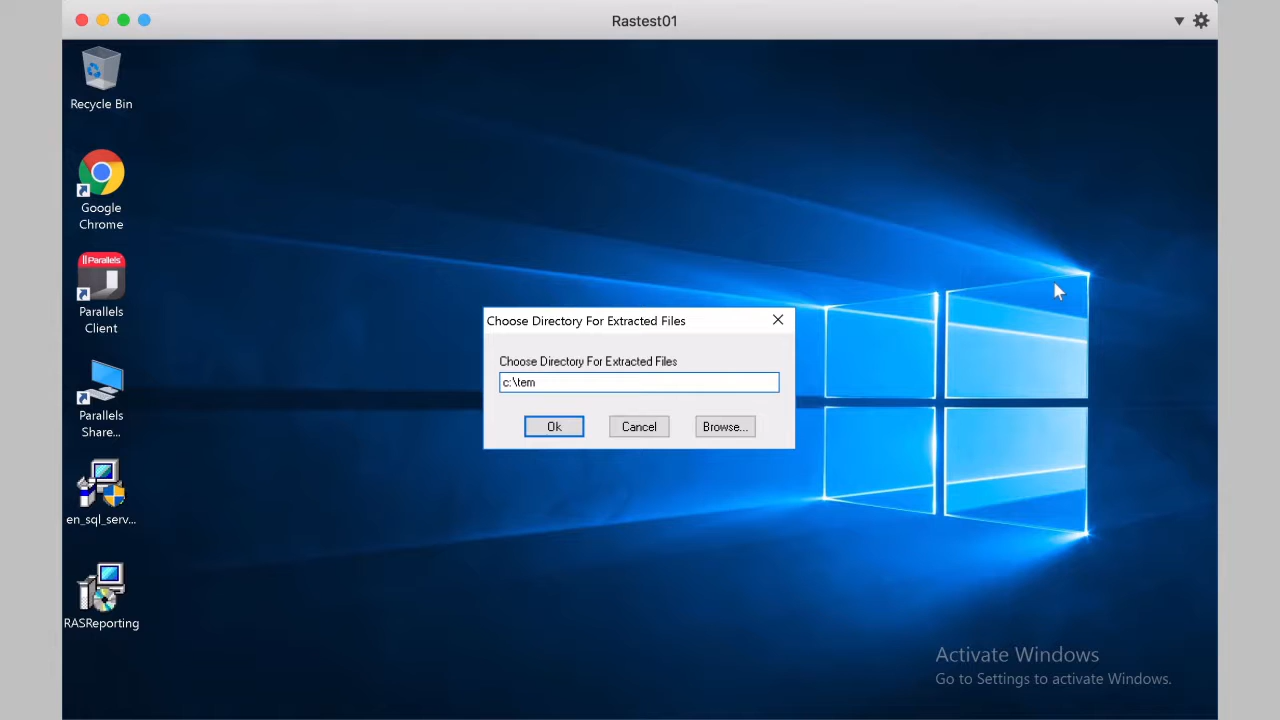 Rastest01
Recycle Bin
Google
Chrome
Parallels
Parallels
Client
Parallels
Share...
en_sql_serv...
RASReporting
Choose Directory For Extracted Files
Choose Directory For Extracted Files
c:\tem
Ok
Cancel
Browse...
Activate Windows
Go to Settings to activate Windows.